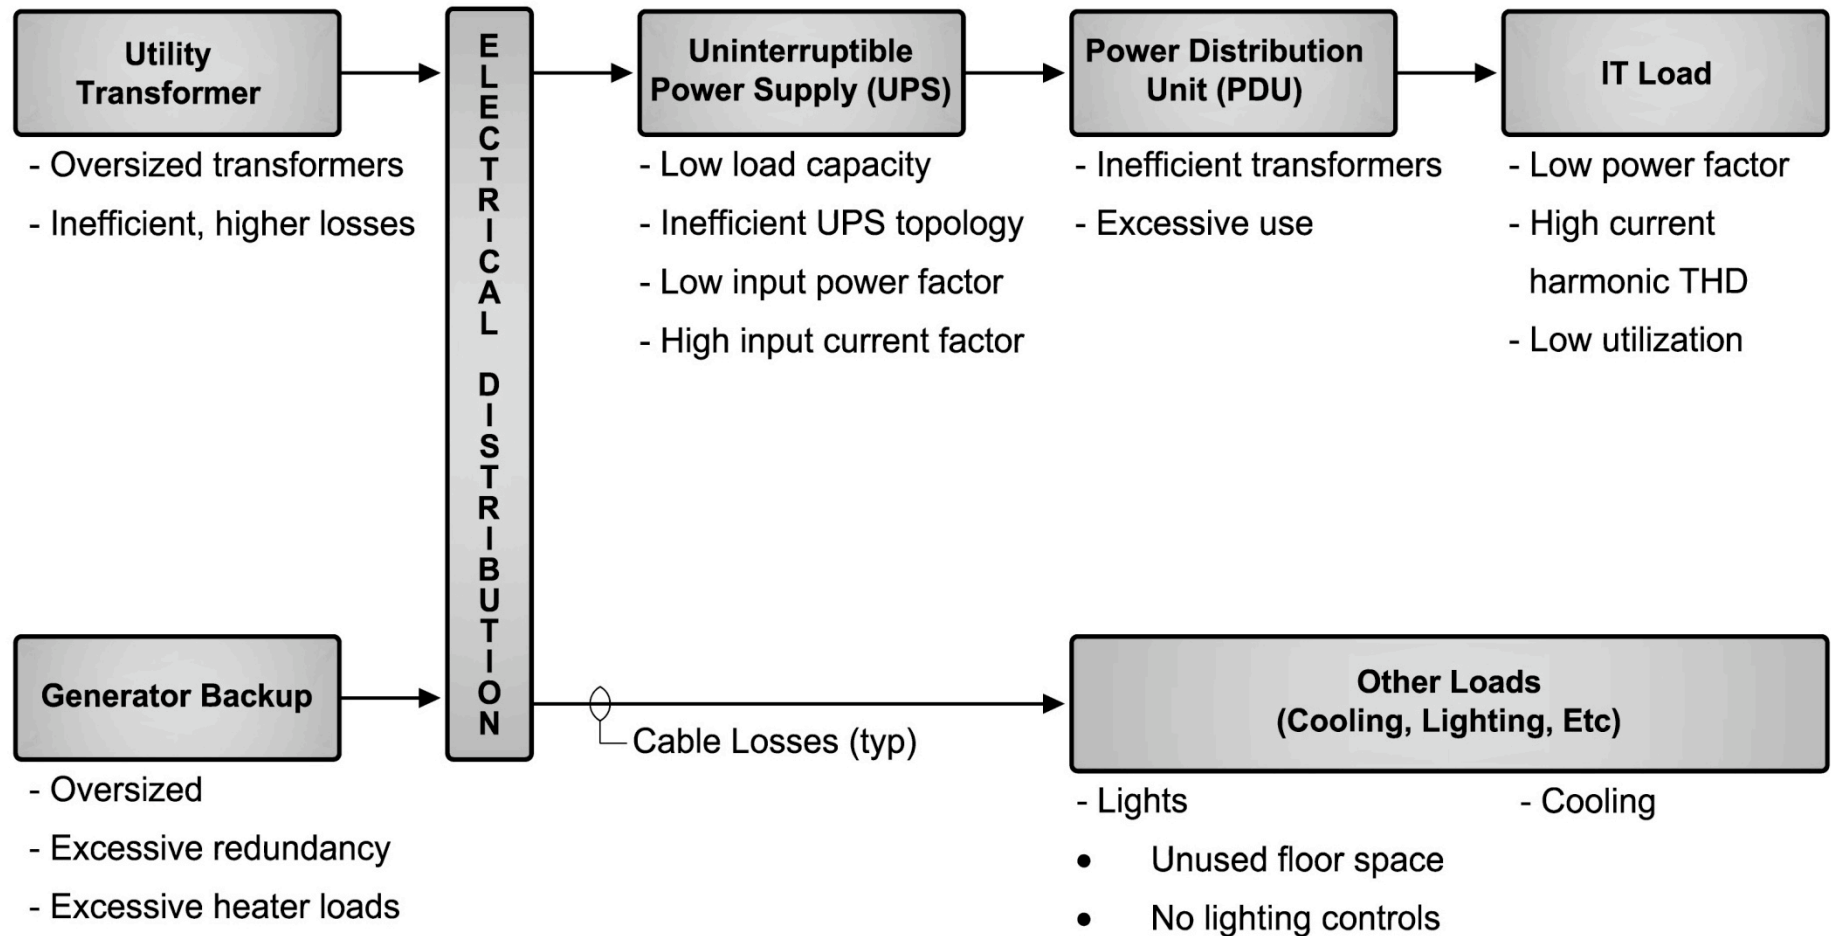 Utility
Transformer
ELECTRICAL DISTRIBUTION
Uninterruptible
Power Supply (UPS)
Power Distribution
Unit (PDU)
IT Load
- Oversized transformers
- Inefficient, higher losses
- Low load capacity
- Inefficient UPS topology
- Low input power factor
- High input current factor
- Inefficient transformers
- Excessive use
- Low power factor
- High current
harmonic THD
- Low utilization
Generator Backup
- Oversized
- Excessive redundancy
- Excessive heater loads
Cable Losses (typ)
Other Loads
(Cooling, Lighting, Etc)
- Lights
• Unused floor space
• No lighting controls
- Cooling